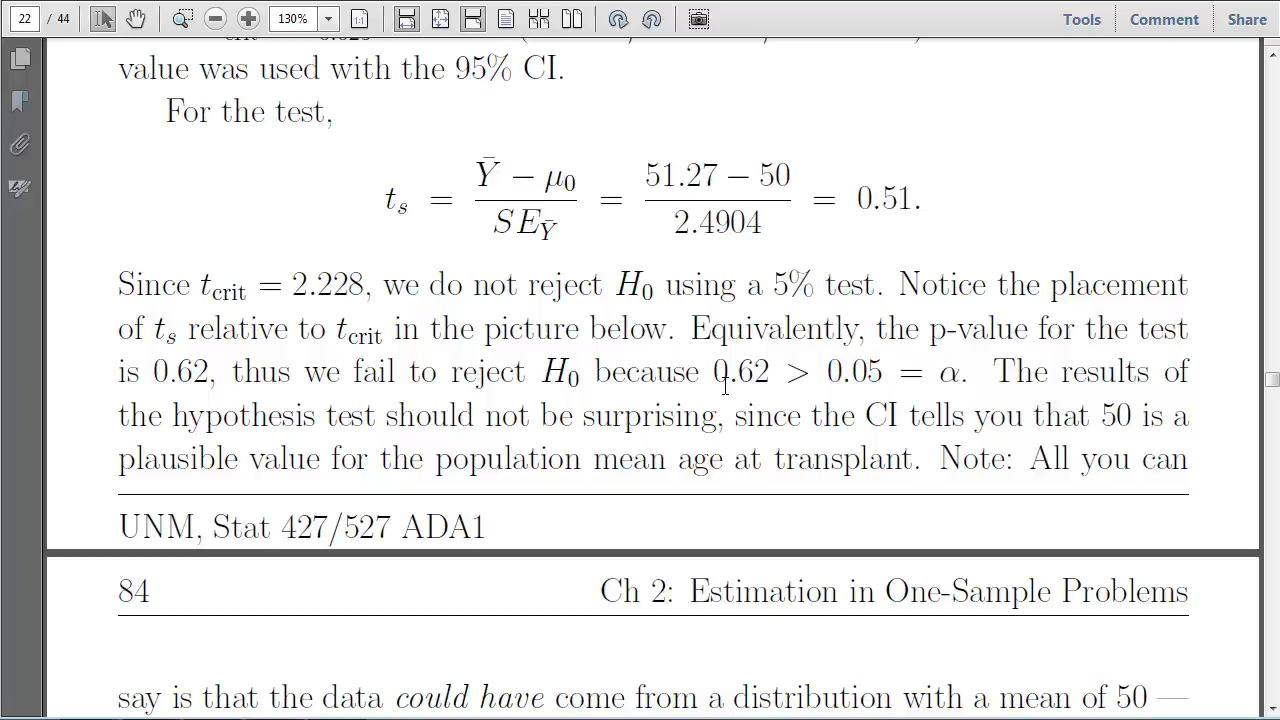 22 / 44 130% Tools Comment Share
value was used with the 95% CI.
For the test,
t_s = (Ȳ − μ₀) / SE_Ȳ = (51.27 − 50) / 2.4904 = 0.51.
Since t_crit = 2.228, we do not reject H₀ using a 5% test. Notice the placement
of t_s relative to t_crit in the picture below. Equivalently, the p-value for the test
is 0.62, thus we fail to reject H₀ because 0.62 > 0.05 = α. The results of
the hypothesis test should not be surprising, since the CI tells you that 50 is a
plausible value for the population mean age at transplant. Note: All you can
UNM, Stat 427/527 ADA1
84 Ch 2: Estimation in One-Sample Problems
say is that the data could have come from a distribution with a mean of 50 —